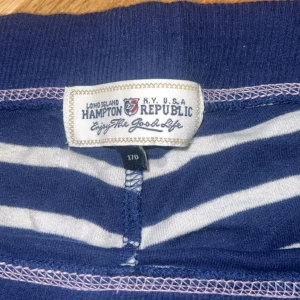 LONG ISLAND N.Y. U.S.A
HAMPTON REPUBLIC
Enjoy The Good Life
170